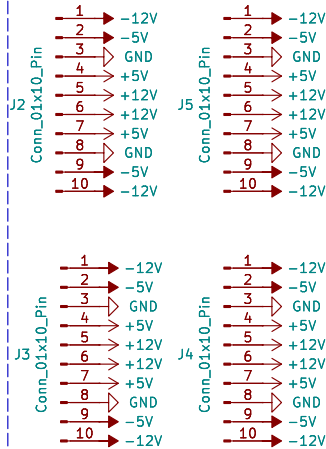 J2
Conn_01x10_Pin
1 -12V
2 -5V
3 GND
4 +5V
5 +12V
6 +12V
7 +5V
8 GND
9 -5V
10 -12V
J5
Conn_01x10_Pin
1 -12V
2 -5V
3 GND
4 +5V
5 +12V
6 +12V
7 +5V
8 GND
9 -5V
10 -12V
J3
Conn_01x10_Pin
1 -12V
2 -5V
3 GND
4 +5V
5 +12V
6 +12V
7 +5V
8 GND
9 -5V
10 -12V
J4
Conn_01x10_Pin
1 -12V
2 -5V
3 GND
4 +5V
5 +12V
6 +12V
7 +5V
8 GND
9 -5V
10 -12V